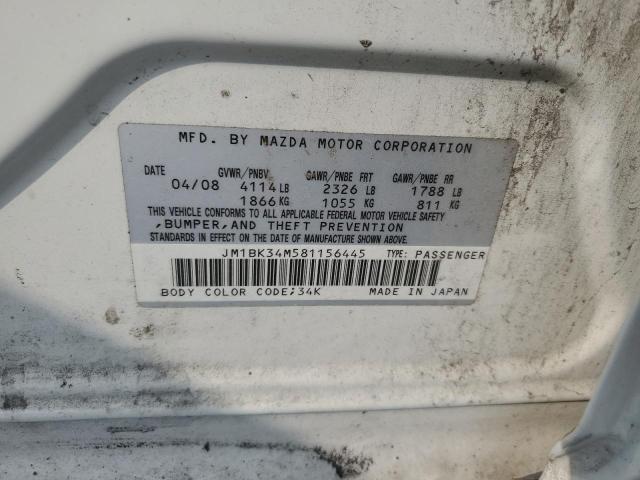 MFD. BY MAZDA MOTOR CORPORATION
DATE GVWR/PNBV GAWR/PNBE FRT GAWR/PNBE RR
04/08 4114 LB 2326 LB 1788 LB
1866 KG 1055 KG 811 KG
THIS VEHICLE CONFORMS TO ALL APPLICABLE FEDERAL MOTOR VEHICLE SAFETY
,BUMPER,AND THEFT PREVENTION
STANDARDS IN EFFECT ON THE DATE OF MANUFACTURE SHOWN ABOVE.
JM1BK34M581156445 TYPE: PASSENGER
BODY COLOR CODE;34K MADE IN JAPAN